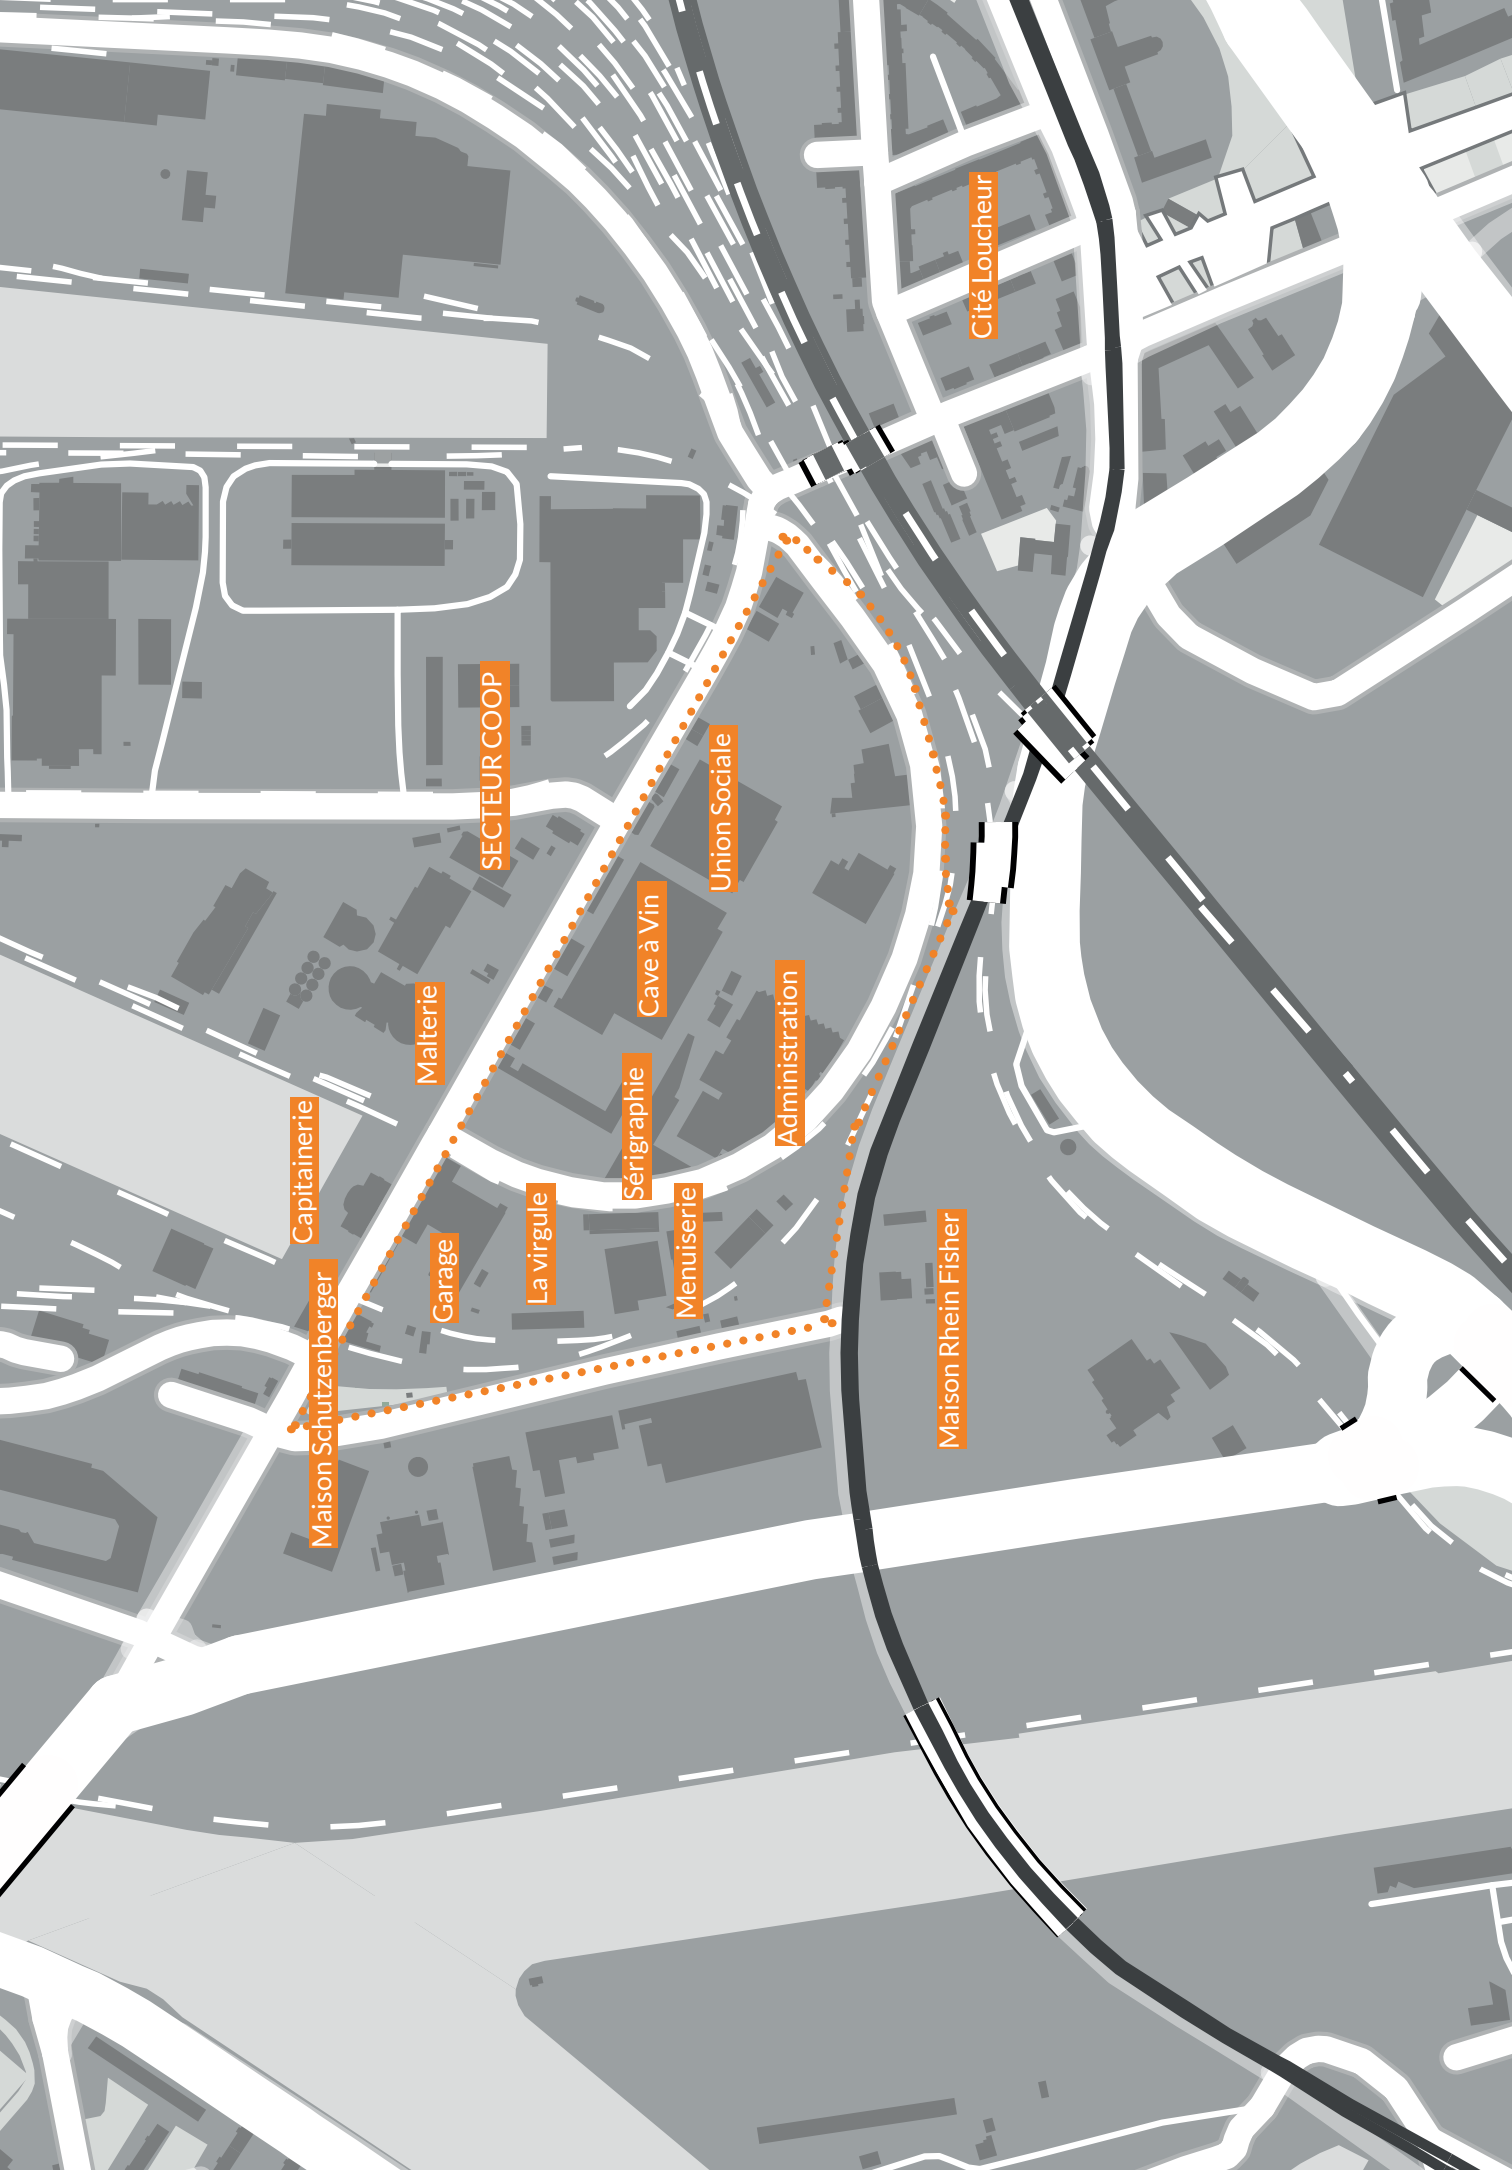 Maison Schutzenberger
Capitainerie
Malterie
Garage
SECTEUR COOP
La virgule
Sérigraphie
Cave à Vin
Menuiserie
Union Sociale
Administration
Maison Rhein Fisher
Cité Loucheur